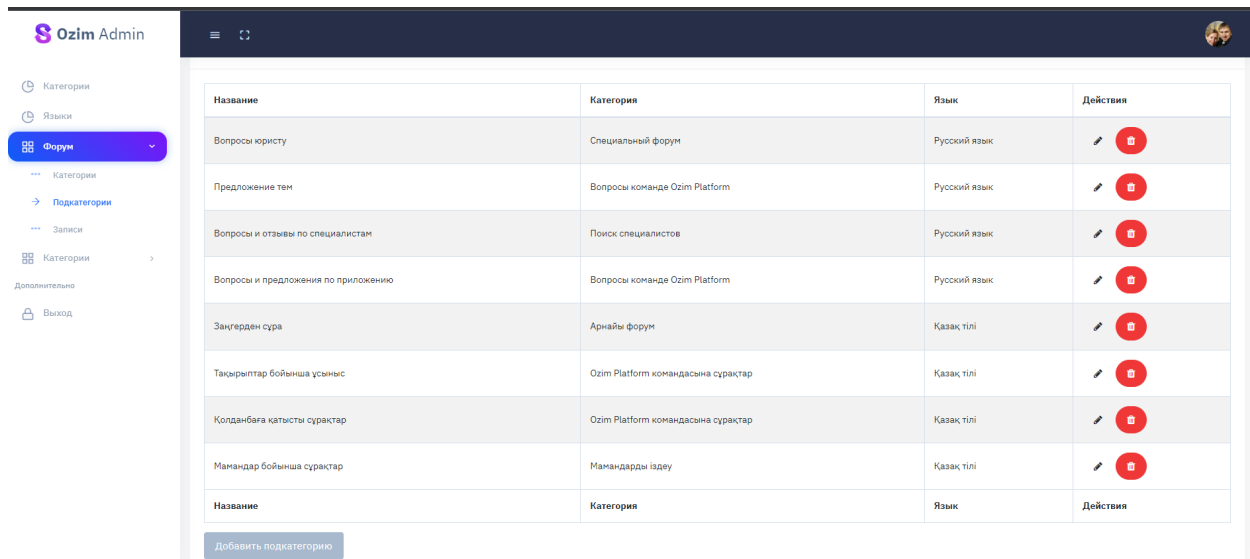 Ozim Admin
Категории
Языки
Форум
Категории
Подкатегории
Записи
Категории
Дополнительно
Выход
Название Категория Язык Действия
Вопросы юристу Специальный форум Русский язык
Предложение тем Вопросы команде Ozim Platform Русский язык
Вопросы и отзывы по специалистам Поиск специалистов Русский язык
Вопросы и предложения по приложению Вопросы команде Ozim Platform Русский язык
Заңгерден сұра Арнайы форум Қазақ тілі
Тақырыптар бойынша ұсыныс Ozim Platform командасына сұрақтар Қазақ тілі
Қолданбаға қатысты сұрақтар Ozim Platform командасына сұрақтар Қазақ тілі
Мамандар бойынша сұрақтар Мамандарды іздеу Қазақ тілі
Название Категория Язык Действия
Добавить подкатегорию